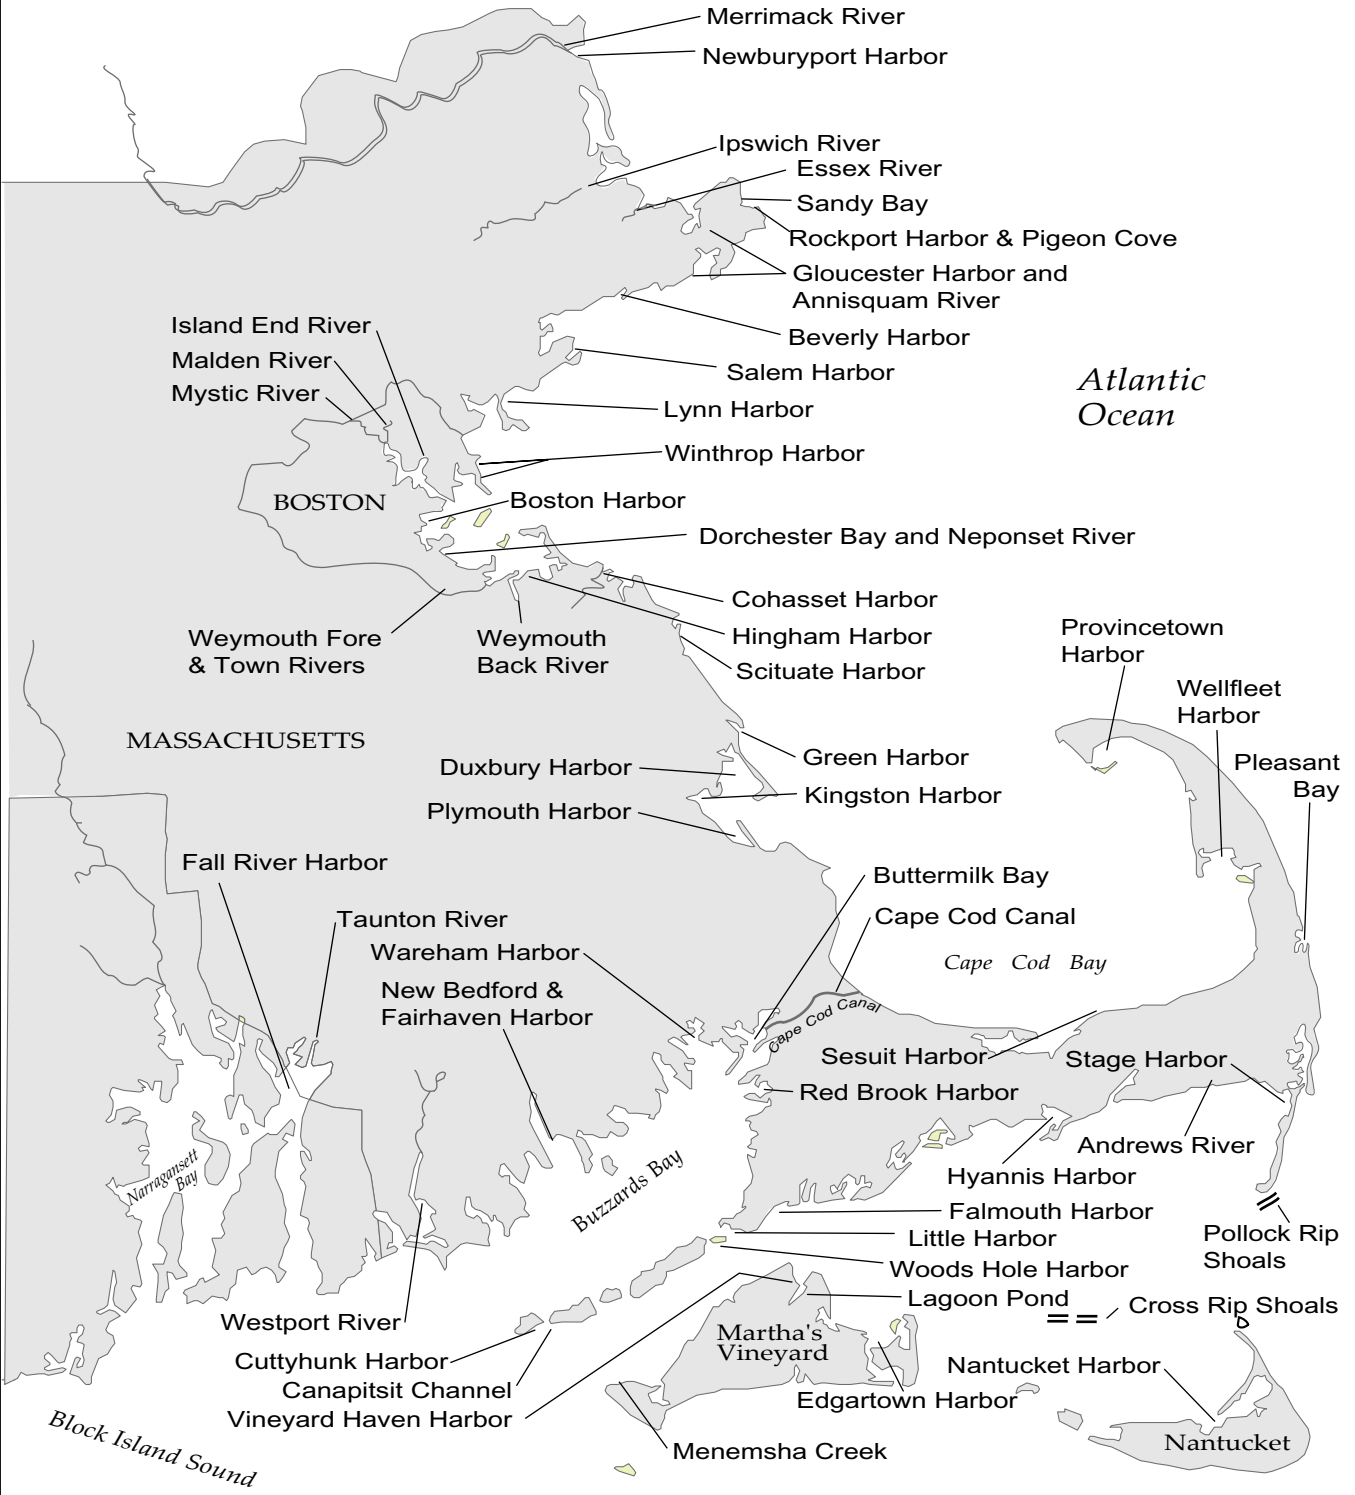 Merrimack River
Newburyport Harbor
Ipswich River
Essex River
Sandy Bay
Rockport Harbor & Pigeon Cove
Gloucester Harbor and
Annisquam River
Island End River
Beverly Harbor
Malden River
Salem Harbor
Atlantic
Ocean
Mystic River
Lynn Harbor
Winthrop Harbor
BOSTON
Boston Harbor
Dorchester Bay and Neponset River
Cohasset Harbor
Weymouth Fore
& Town Rivers
Weymouth
Back River
Hingham Harbor
Scituate Harbor
Provincetown
Harbor
Wellfleet
Harbor
MASSACHUSETTS
Green Harbor
Pleasant
Bay
Duxbury Harbor
Kingston Harbor
Plymouth Harbor
Fall River Harbor
Buttermilk Bay
Taunton River
Cape Cod Canal
Wareham Harbor
Cape Cod Bay
New Bedford &
Fairhaven Harbor
Cape Cod Canal
Sesuit Harbor
Stage Harbor
Red Brook Harbor
Andrews River
Narragansett
Bay
Buzzards Bay
Hyannis Harbor
Falmouth Harbor
Little Harbor
Pollock Rip
Shoals
Woods Hole Harbor
Lagoon Pond
Cross Rip Shoals
Westport River
Martha's
Vineyard
Cuttyhunk Harbor
Nantucket Harbor
Canapitsit Channel
Edgartown Harbor
Vineyard Haven Harbor
Block Island Sound
Menemsha Creek
Nantucket